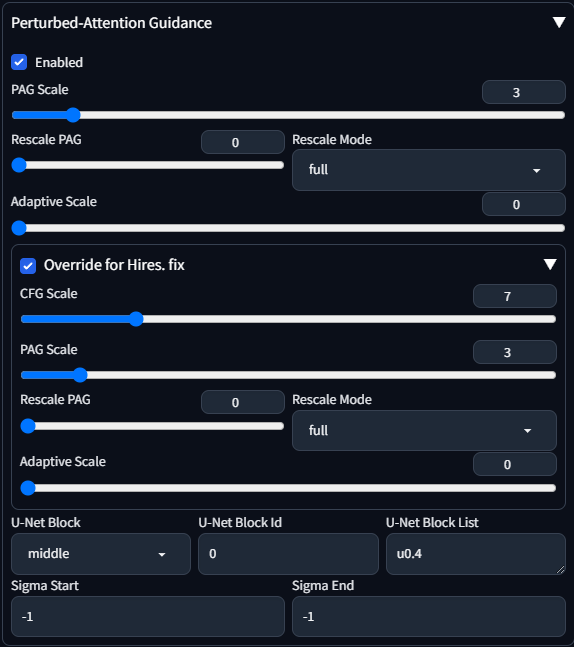 Perturbed-Attention Guidance
Enabled
PAG Scale 3
Rescale PAG 0 Rescale Mode
full
Adaptive Scale 0
Override for Hires. fix
CFG Scale 7
PAG Scale 3
Rescale PAG 0 Rescale Mode
full
Adaptive Scale 0
U-Net Block U-Net Block Id U-Net Block List
middle 0 u0.4
Sigma Start Sigma End
-1 -1